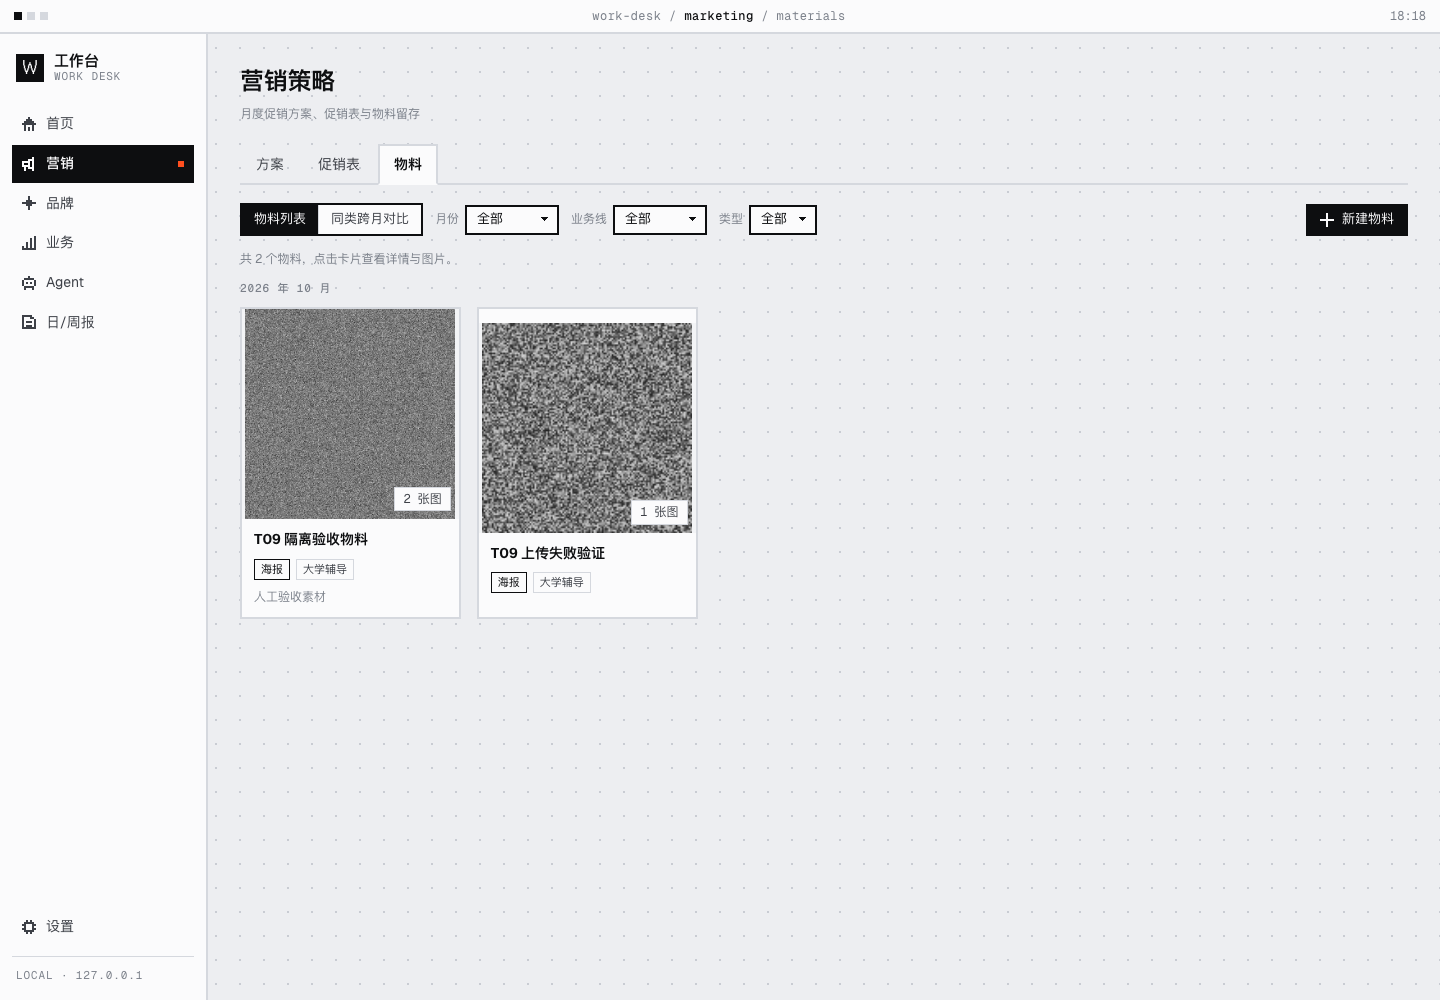 work-desk / marketing / materials
18:18
W
工作台
WORK DESK
首页
营销
品牌
业务
Agent
日/周报
设置
LOCAL · 127.0.0.1
营销策略
月度促销方案、促销表与物料留存
方案 促销表 物料
物料列表 同类跨月对比 月份 全部 业务线 全部 类型 全部 新建物料
共 2 个物料，点击卡片查看详情与图片。
2026 年 10 月
2 张图
T09 隔离验收物料
海报 大学辅导
人工验收素材
1 张图
T09 上传失败验证
海报 大学辅导